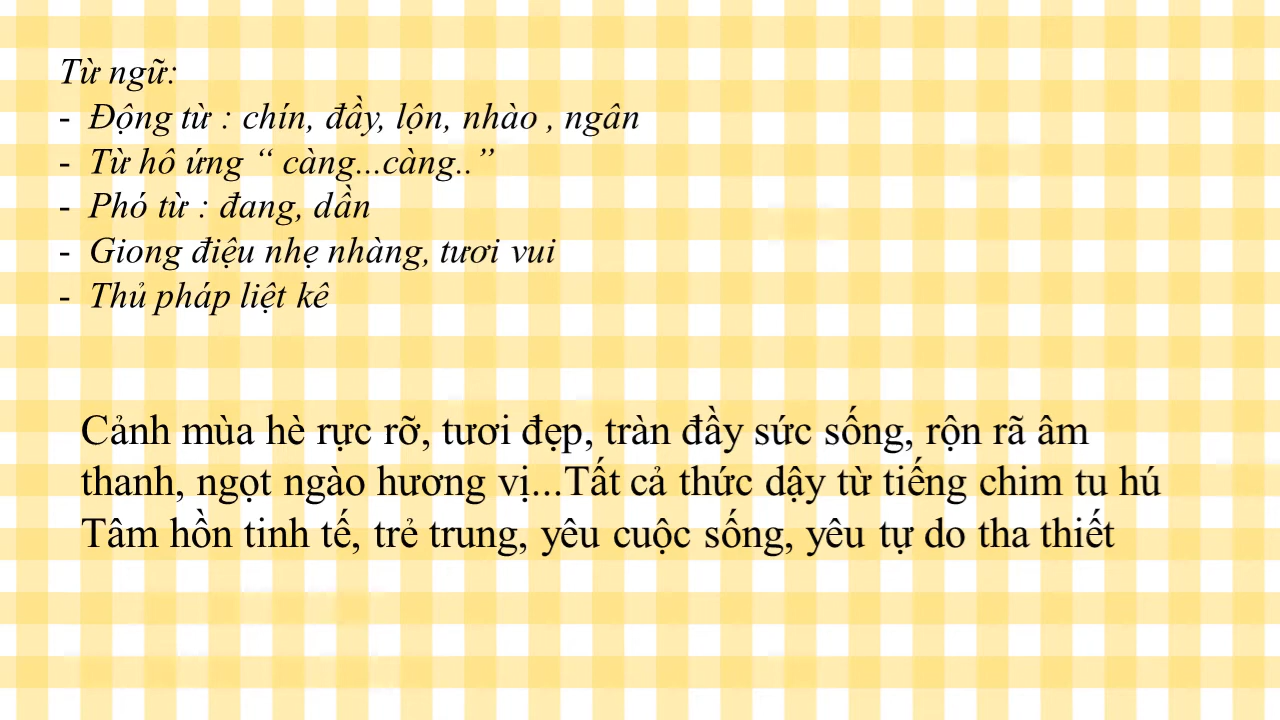 Từ ngữ:
- Động từ : chín, đầy, lộn, nhào , ngân
- Từ hô ứng “ càng...càng..”
- Phó từ : đang, dần
- Giong điệu nhẹ nhàng, tươi vui
- Thủ pháp liệt kê
Cảnh mùa hè rực rỡ, tươi đẹp, tràn đầy sức sống, rộn rã âm
thanh, ngọt ngào hương vị...Tất cả thức dậy từ tiếng chim tu hú
Tâm hồn tinh tế, trẻ trung, yêu cuộc sống, yêu tự do tha thiết